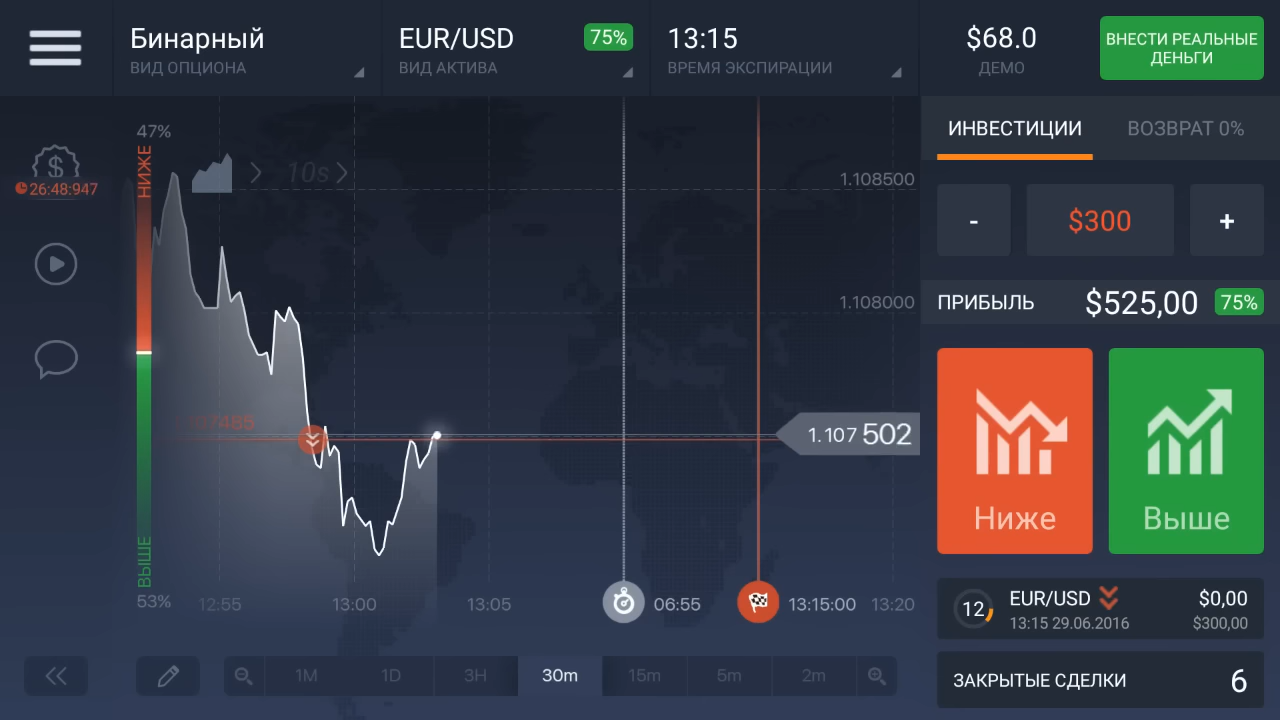 Бинарный
ВИД ОПЦИОНА
EUR/USD
75%
ВИД АКТИВА
13:15
ВРЕМЯ ЭКСПИРАЦИИ
$68.0
ДЕМО
ВНЕСТИ РЕАЛЬНЫЕ
ДЕНЬГИ
47%
НИЖЕ
26:48:947
10s
1.108500
1.108000
1.107 502
ВЫШЕ
53%
12:55
13:00
13:05
06:55
13:15:00
13:20
1M
1D
3H
30m
15m
5m
2m
ИНВЕСТИЦИИ
ВОЗВРАТ 0%
-
$300
+
ПРИБЫЛЬ
$525,00
75%
Ниже
Выше
12
EUR/USD
$0,00
13:15 29.06.2016
$300,00
ЗАКРЫТЫЕ СДЕЛКИ
6